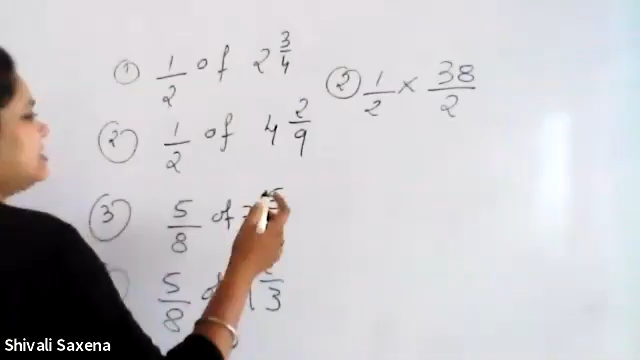 ① 1/2 of 2 3/4
② 1/2 of 4 2/9
③ 5/8 of
5/8 of 3
② 1/2 × 38/2
Shivali Saxena